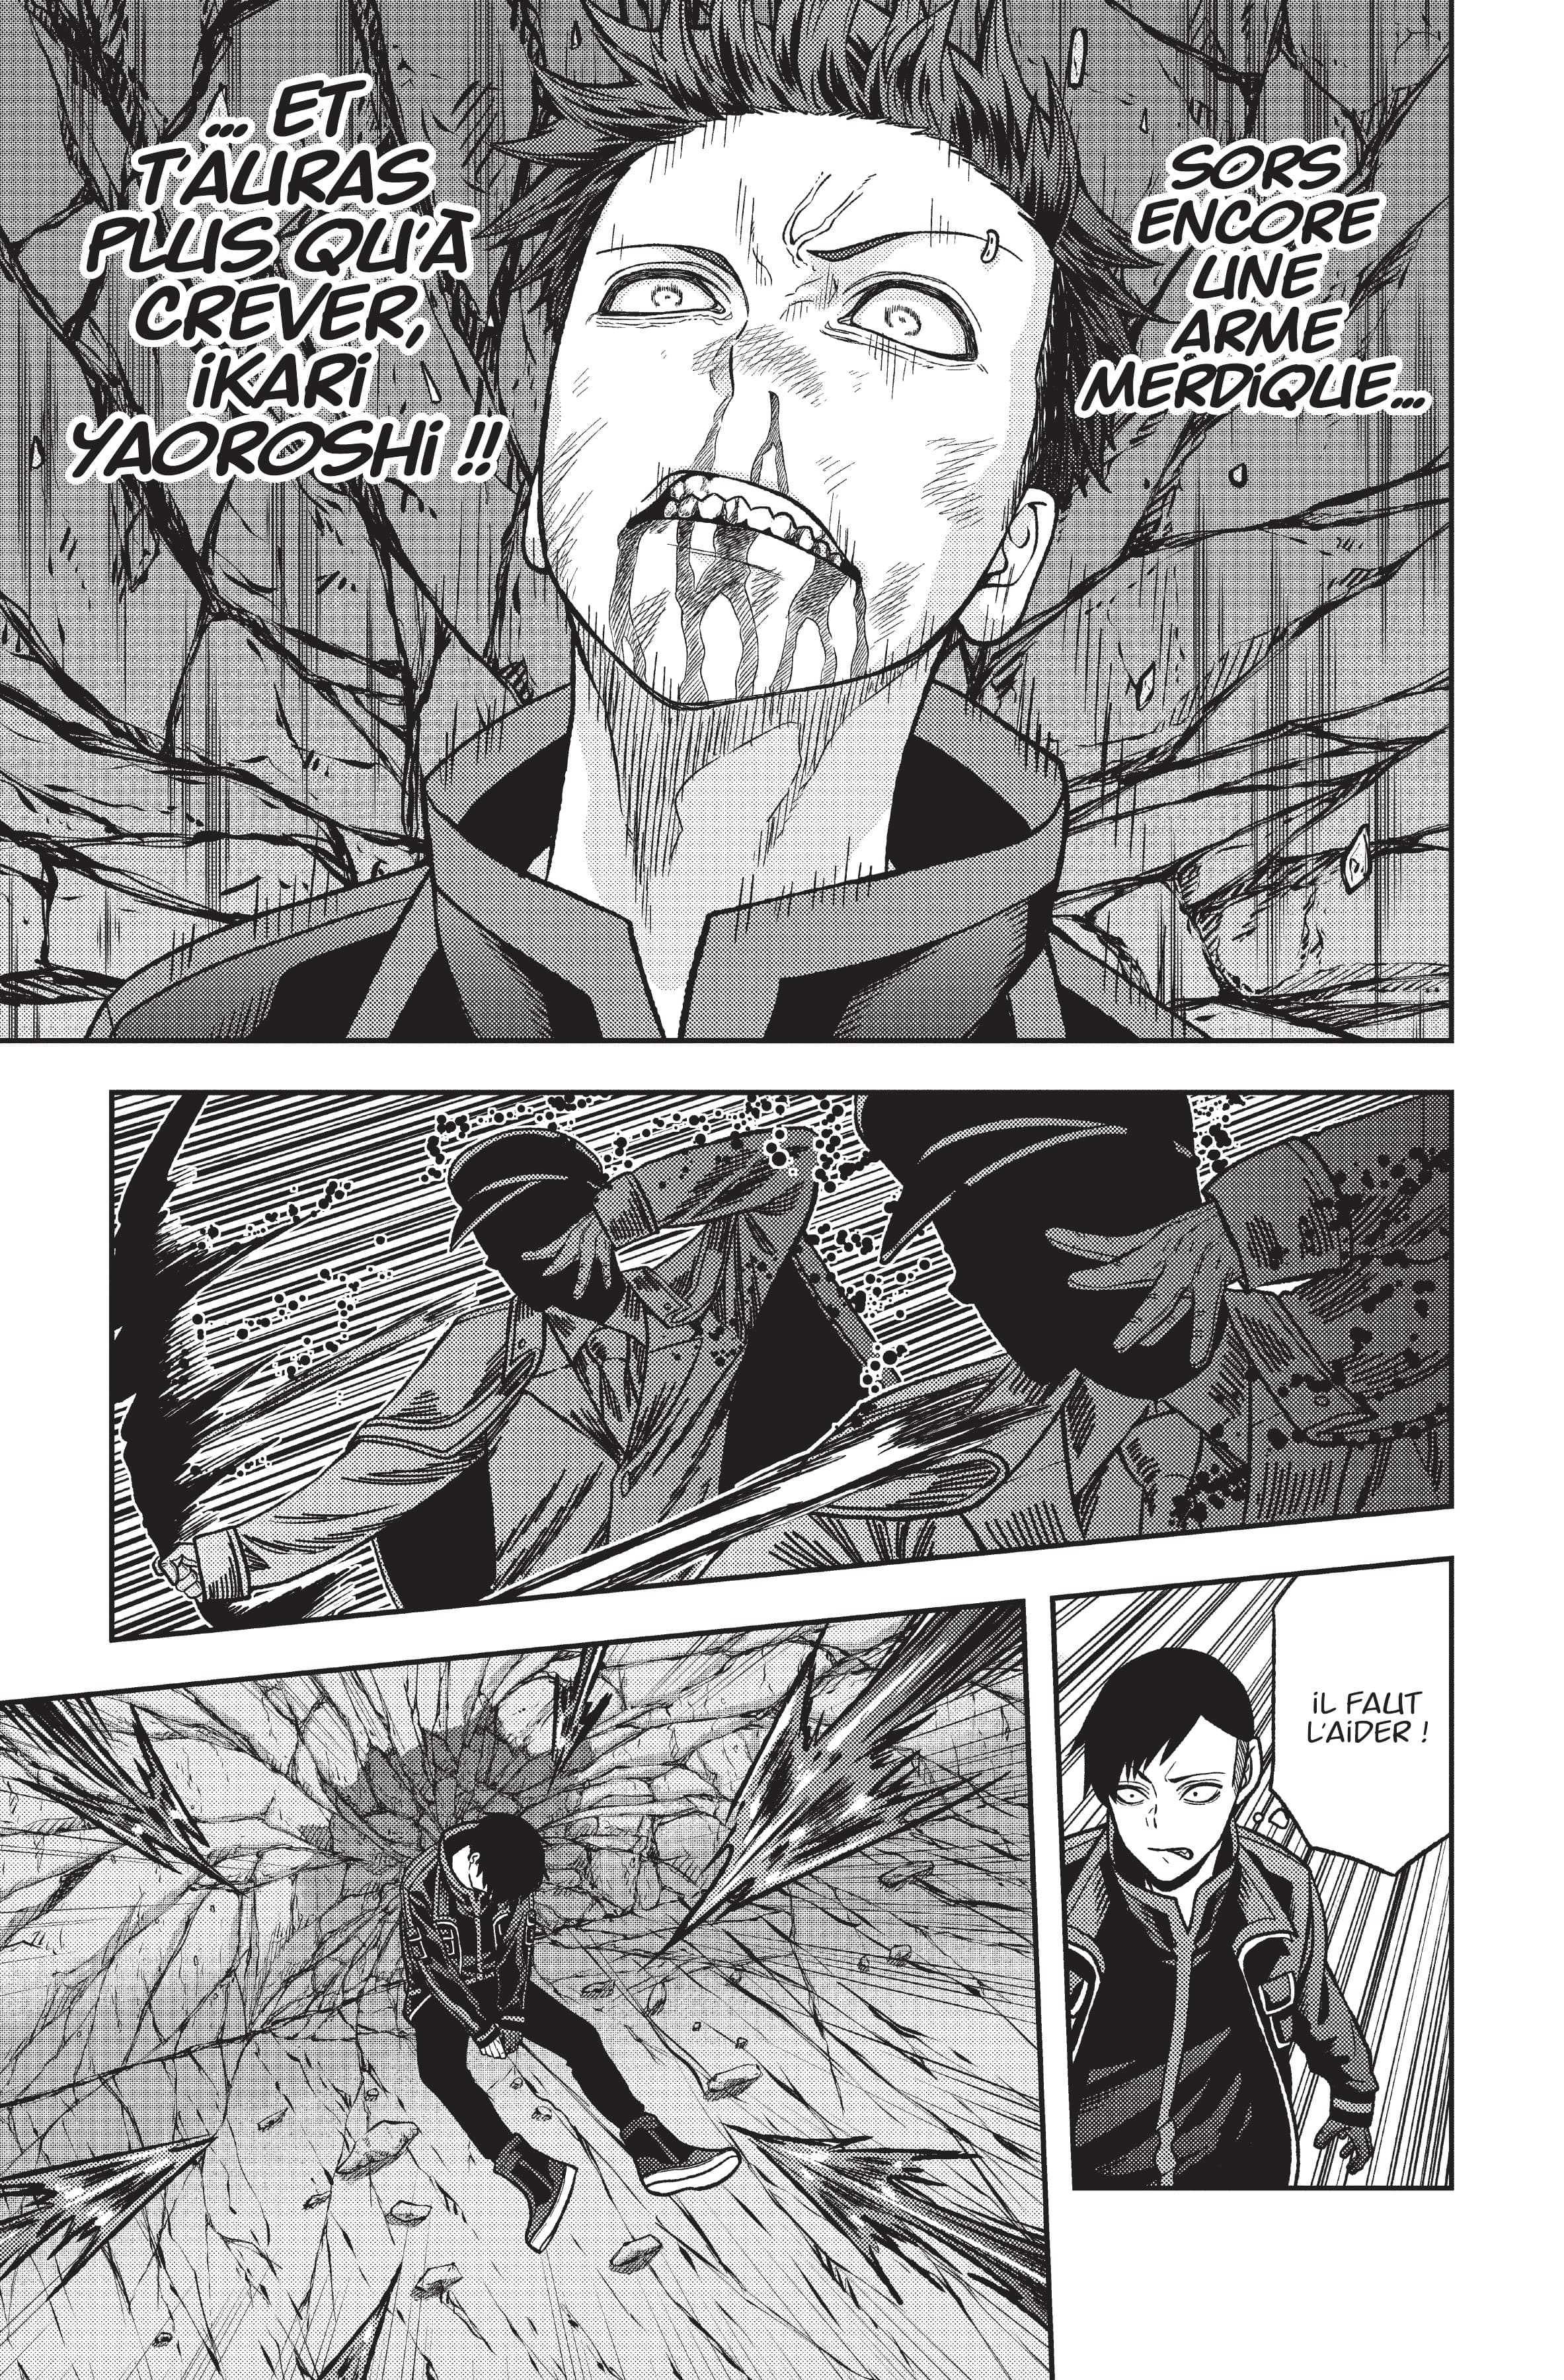 SORS
ENCORE
UNE
ARME
MERDIQUE...
... ET
T'AURAS
PLUS QU'À
CREVER,
IKARI
YAOROSHI !!
IL FAUT
L'AIDER !